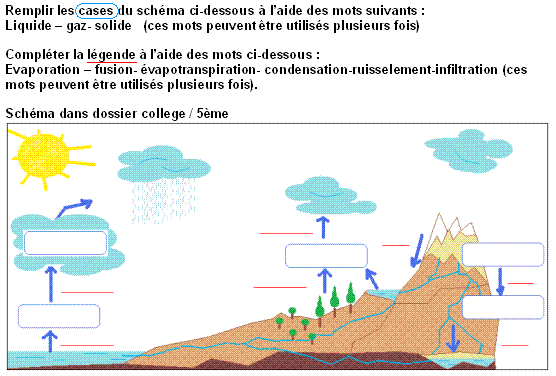 Remplir les cases du schéma ci-dessous à l'aide des mots suivants :
Liquide – gaz- solide (ces mots peuvent être utilisés plusieurs fois)
Compléter la légende à l'aide des mots ci-dessous :
Evaporation – fusion- évapotranspiration- condensation-ruisselement-infiltration (ces
mots peuvent être utilisés plusieurs fois).
Schéma dans dossier college / 5ème